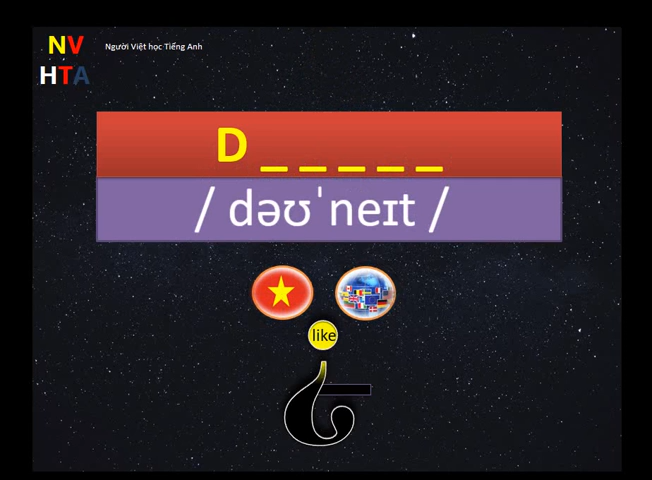 NV
HTA
Người Việt học Tiếng Anh
D _ _ _ _ _
/ dəʊˈneɪt /
like